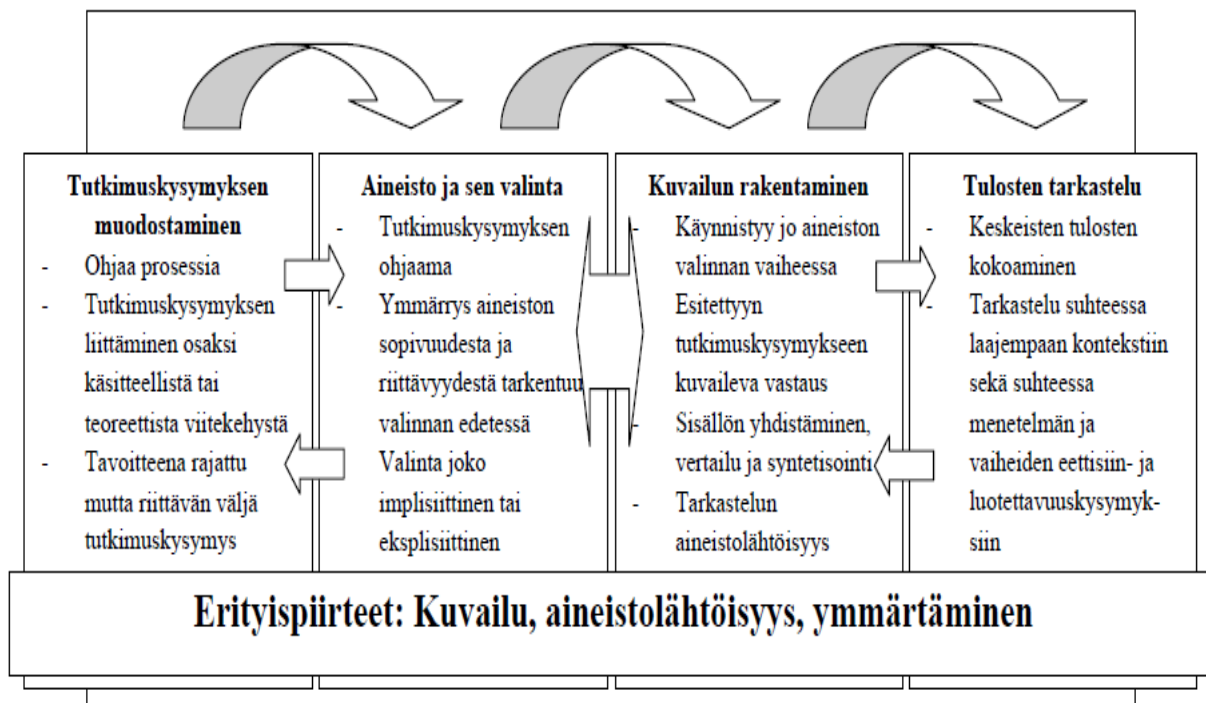 Tutkimuskysymyksen
muodostaminen
- Ohjaa prosessia
- Tutkimuskysymyksen
liittäminen osaksi
käsitteellistä tai
teoreettista viitekehystä
- Tavoitteena rajattu
mutta riittävän väljä
tutkimuskysymys
Aineisto ja sen valinta
- Tutkimuskysymyksen
ohjaama
- Ymmärrys aineiston
sopivuudesta ja
riittävyydestä tarkentuu
valinnan edetessä
- Valinta joko
implisiittinen tai
eksplisiittinen
Kuvailun rakentaminen
- Käynnistyy jo aineiston
valinnan vaiheessa
- Esitettyyn
tutkimuskysymykseen
kuvaileva vastaus
- Sisällön yhdistäminen,
vertailu ja syntetisointi
- Tarkastelun
aineistolähtöisyys
Tulosten tarkastelu
- Keskeisten tulosten
kokoaminen
- Tarkastelu suhteessa
laajempaan kontekstiin
sekä suhteessa
menetelmän ja
vaiheiden eettisiin- ja
luotettavuuskysymyk-
siin
Erityispiirteet: Kuvailu, aineistolähtöisyys, ymmärtäminen